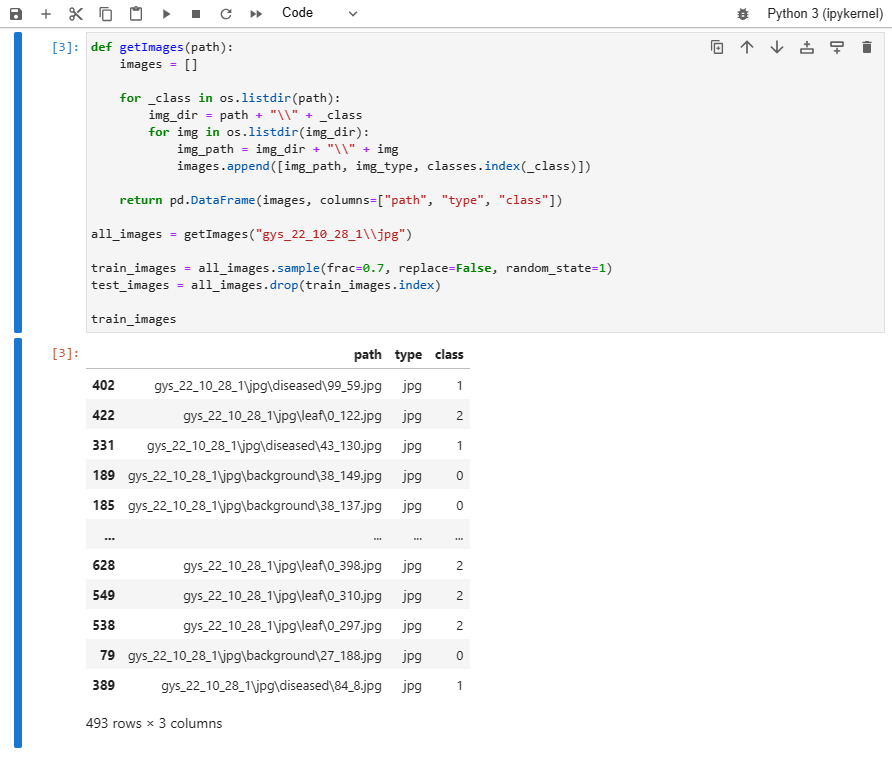 Code
Python 3 (ipykernel)
[3]:
def getImages(path):
    images = []

    for _class in os.listdir(path):
        img_dir = path + "\\" + _class
        for img in os.listdir(img_dir):
            img_path = img_dir + "\\" + img
            images.append([img_path, img_type, classes.index(_class)])

    return pd.DataFrame(images, columns=["path", "type", "class"])

all_images = getImages("gys_22_10_28_1\\jpg")

train_images = all_images.sample(frac=0.7, replace=False, random_state=1)
test_images = all_images.drop(train_images.index)

train_images
[3]:
path type class
402 gys_22_10_28_1\jpg\diseased\99_59.jpg jpg 1
422 gys_22_10_28_1\jpg\leaf\0_122.jpg jpg 2
331 gys_22_10_28_1\jpg\diseased\43_130.jpg jpg 1
189 gys_22_10_28_1\jpg\background\38_149.jpg jpg 0
185 gys_22_10_28_1\jpg\background\38_137.jpg jpg 0
... ... ... ...
628 gys_22_10_28_1\jpg\leaf\0_398.jpg jpg 2
549 gys_22_10_28_1\jpg\leaf\0_310.jpg jpg 2
538 gys_22_10_28_1\jpg\leaf\0_297.jpg jpg 2
79 gys_22_10_28_1\jpg\background\27_188.jpg jpg 0
389 gys_22_10_28_1\jpg\diseased\84_8.jpg jpg 1
493 rows × 3 columns